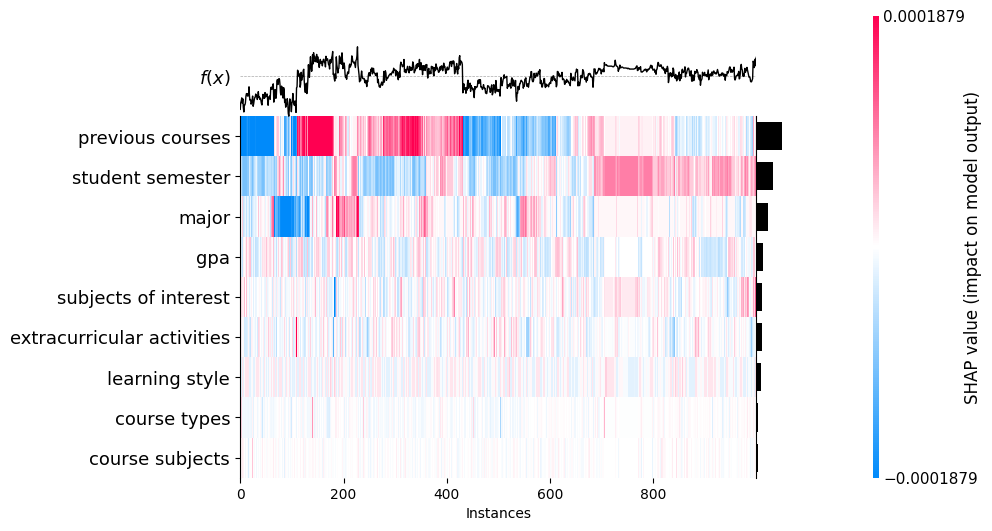 0.0001879
f(x)
previous courses
student semester
major
gpa
subjects of interest
extracurricular activities
learning style
course types
course subjects
0 200 400 600 800
Instances
SHAP value (impact on model output)
−0.0001879